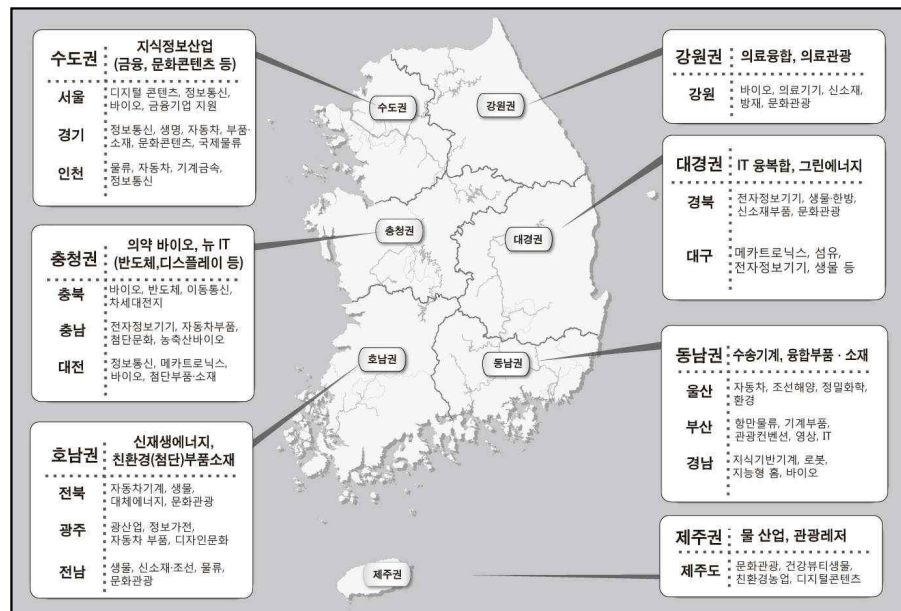 수도권
지식정보산업
(금융, 문화콘텐츠 등)
서울
디지털 콘텐츠, 정보통신,
바이오, 금융기업 지원
경기
정보통신, 생명, 자동차, 부품·
소재, 문화콘텐츠, 국제물류
인천
물류, 자동차, 기계금속,
정보통신
충청권
의약 바이오, 뉴 IT
(반도체,디스플레이 등)
충북
바이오, 반도체, 이동통신,
차세대전지
충남
전자정보기기, 자동차부품,
첨단문화, 농축산바이오
대전
정보통신, 메카트로닉스,
바이오, 첨단부품·소재
호남권
신재생에너지,
친환경(첨단)부품소재
전북
자동차기계, 생물,
대체에너지, 문화관광
광주
광산업, 정보가전,
자동차 부품, 디자인문화
전남
생물, 신소재·조선, 물류,
문화관광
수도권
강원권
충청권
대경권
호남권
동남권
제주권
강원권
의료융합, 의료관광
강원
바이오, 의료기기, 신소재,
방재, 문화관광
대경권
IT 융복합, 그린에너지
경북
전자정보기기, 생물·한방,
신소재부품, 문화관광
대구
메카트로닉스, 섬유,
전자정보기기, 생물 등
동남권
수송기계, 융합부품·소재
울산
자동차, 조선해양, 정밀화학,
환경
부산
항만물류, 기계부품,
관광컨벤션, 영상, IT
경남
지식기반기계, 로봇,
지능형 홈, 바이오
제주권
물 산업, 관광레저
제주도
문화관광, 건강뷰티생물,
친환경농업, 디지털콘텐츠